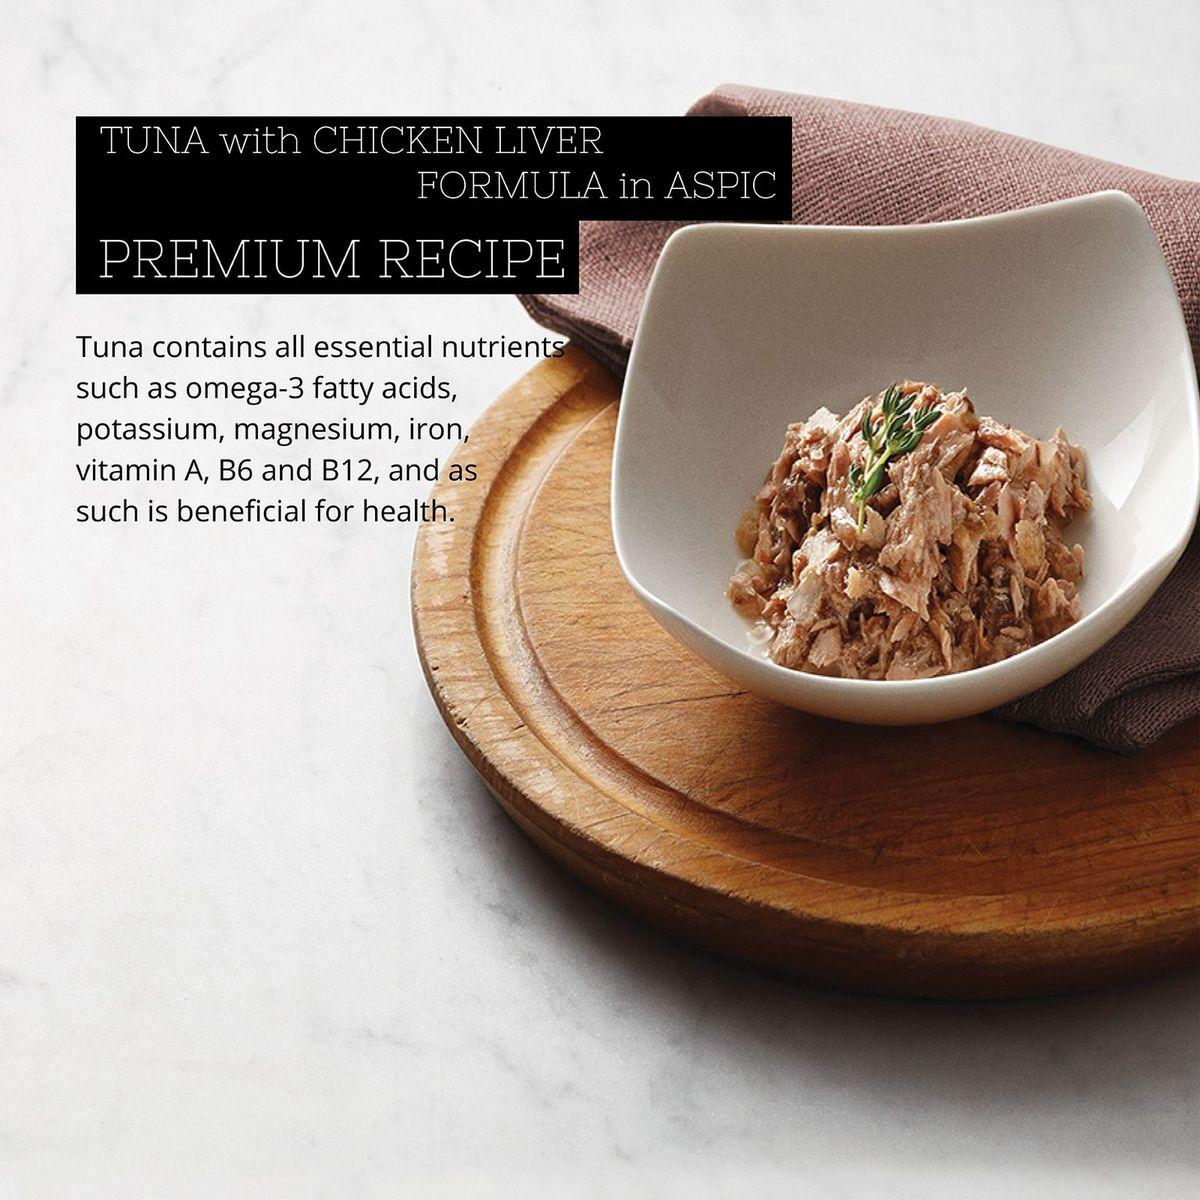 TUNA with CHICKEN LIVER
FORMULA in ASPIC
PREMIUM RECIPE
Tuna contains all essential nutrients
such as omega-3 fatty acids,
potassium, magnesium, iron,
vitamin A, B6 and B12, and as
such is beneficial for health.